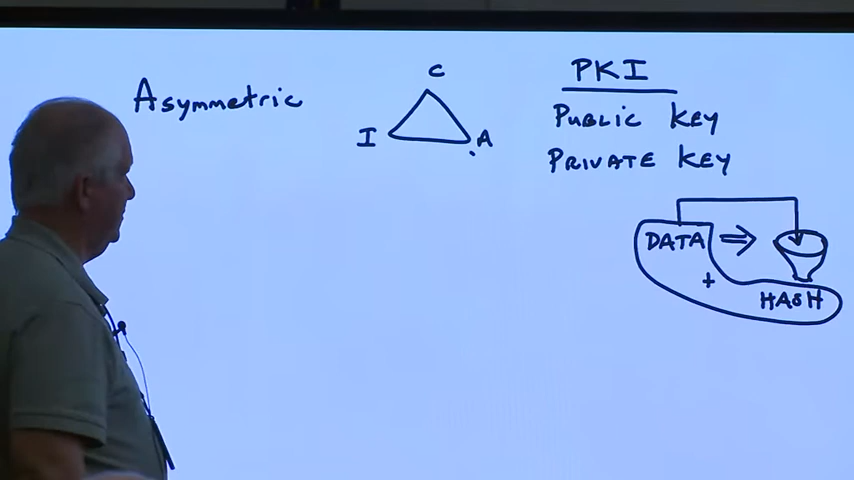 Asymmetric
C
I A
PKI
PUBLIC KEY
PRIVATE KEY
DATA ⇒
+
HASH